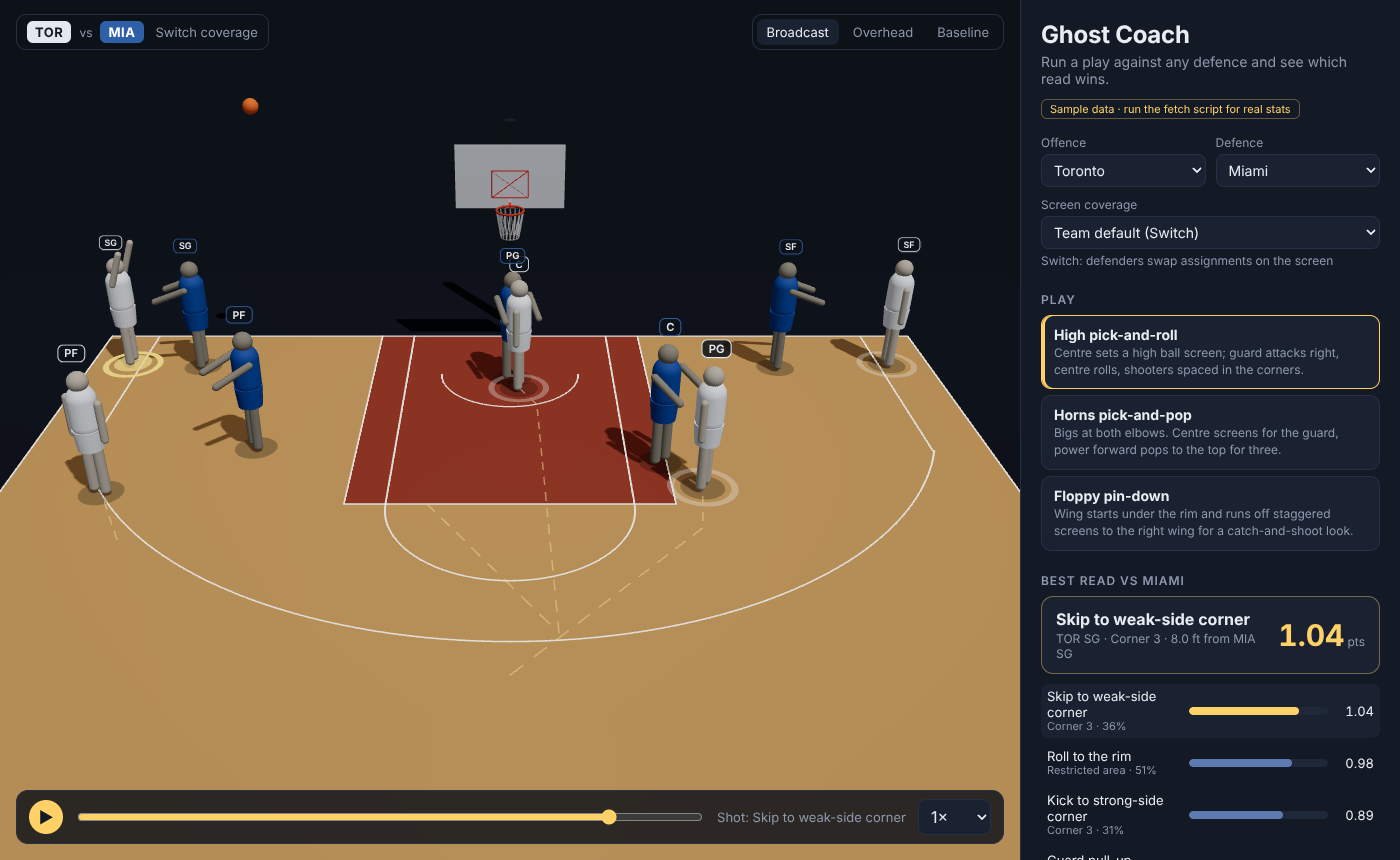 TOR vs MIA Switch coverage
Broadcast Overhead Baseline
SG
SG
PG
C
SF
SF
PF
PF
C
PG
Shot: Skip to weak-side corner 1×
Ghost Coach
Run a play against any defence and see which
read wins.
Sample data · run the fetch script for real stats
Offence Defence
Toronto Miami
Screen coverage
Team default (Switch)
Switch: defenders swap assignments on the screen
PLAY
High pick-and-roll
Centre sets a high ball screen; guard attacks right,
centre rolls, shooters spaced in the corners.
Horns pick-and-pop
Bigs at both elbows. Centre screens for the guard,
power forward pops to the top for three.
Floppy pin-down
Wing starts under the rim and runs off staggered
screens to the right wing for a catch-and-shoot look.
BEST READ VS MIAMI
Skip to weak-side corner
TOR SG · Corner 3 · 8.0 ft from MIA
SG
1.04 pts
Skip to weak-side
corner
Corner 3 · 36%
1.04
Roll to the rim
Restricted area · 51%
0.98
Kick to strong-side
corner
Corner 3 · 31%
0.89
Guard pull-up